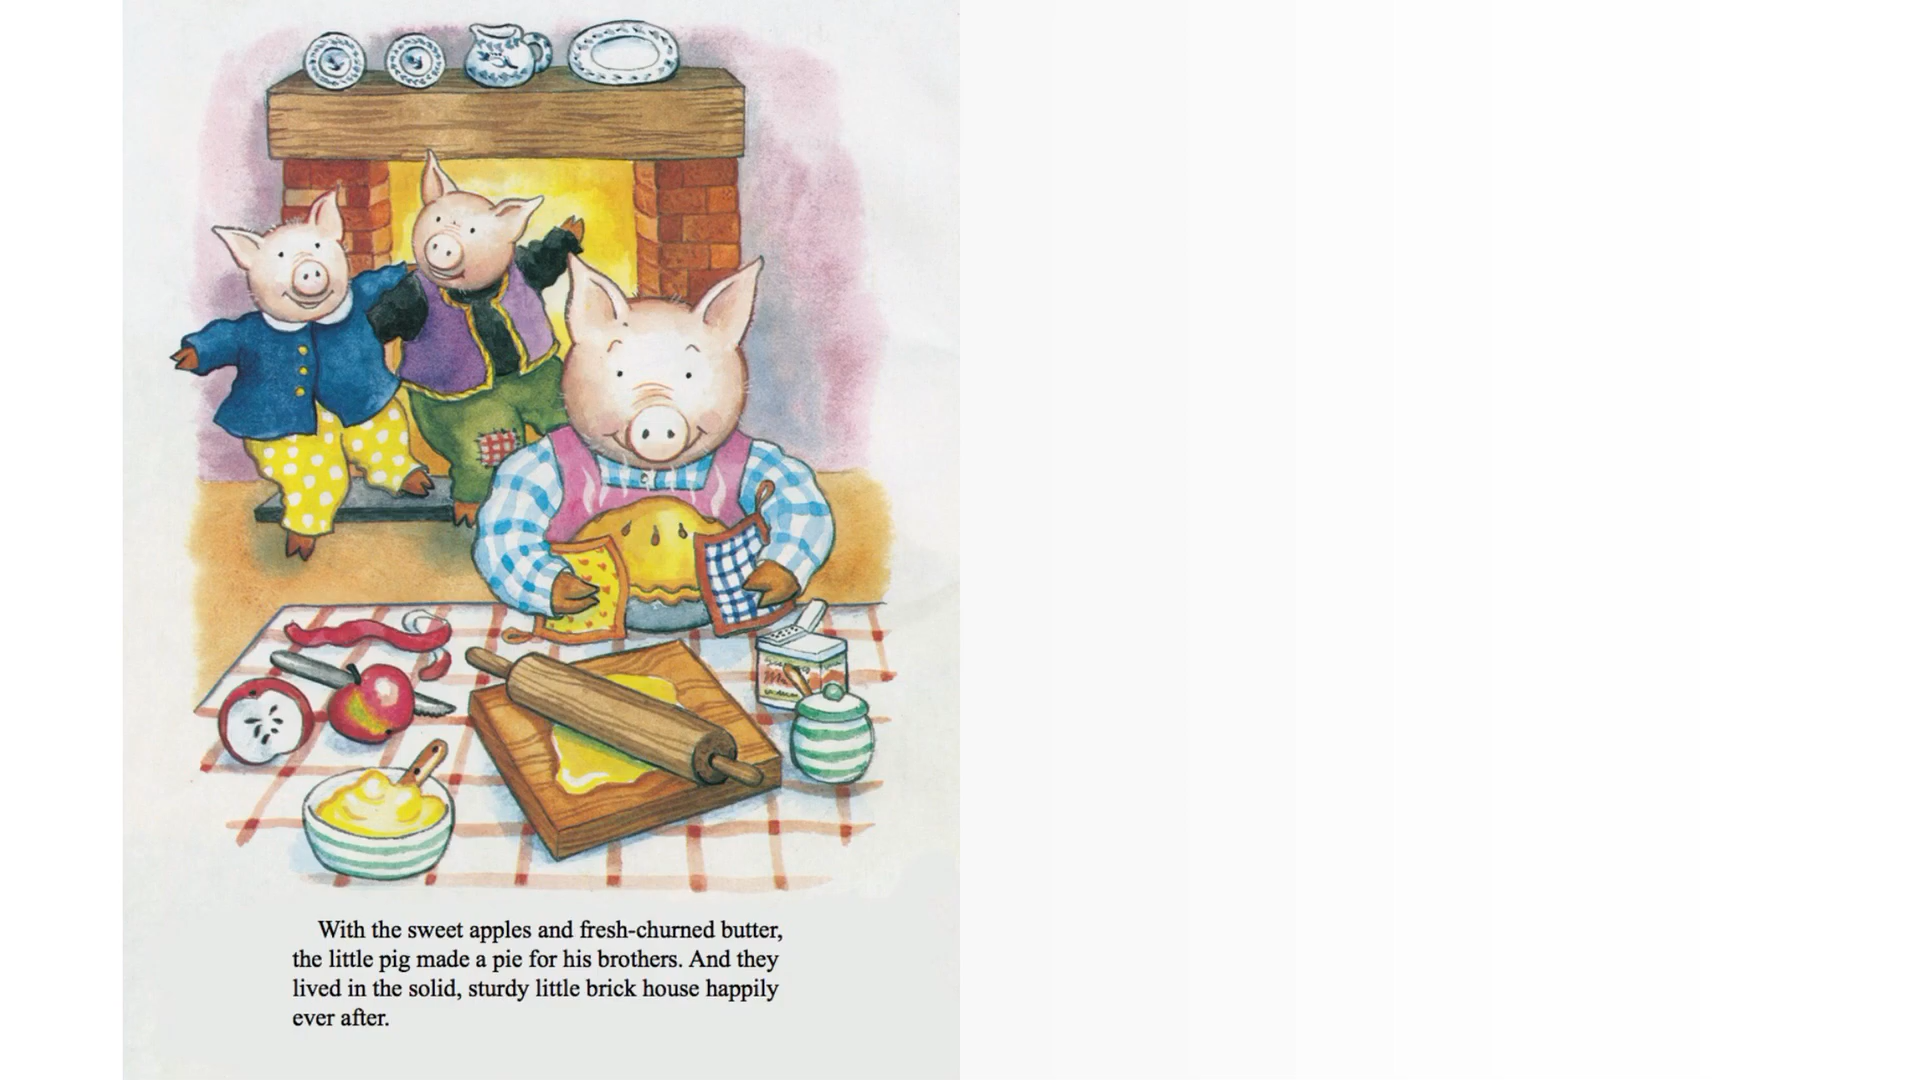 With the sweet apples and fresh-churned butter,
the little pig made a pie for his brothers. And they
lived in the solid, sturdy little brick house happily
ever after.